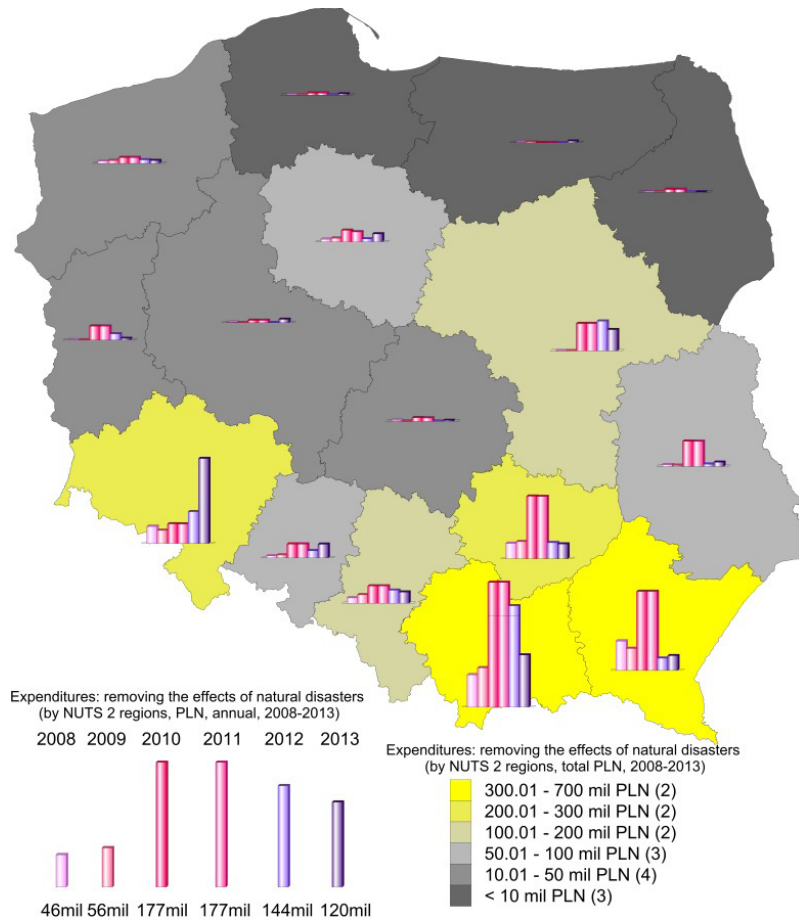 Expenditures: removing the effects of natural disasters
(by NUTS 2 regions, PLN, annual, 2008-2013)
2008 2009 2010 2011 2012 2013
46mil 56mil 177mil 177mil 144mil 120mil
Expenditures: removing the effects of natural disasters
(by NUTS 2 regions, total PLN, 2008-2013)
300.01 - 700 mil PLN (2)
200.01 - 300 mil PLN (2)
100.01 - 200 mil PLN (2)
50.01 - 100 mil PLN (3)
10.01 - 50 mil PLN (4)
< 10 mil PLN (3)